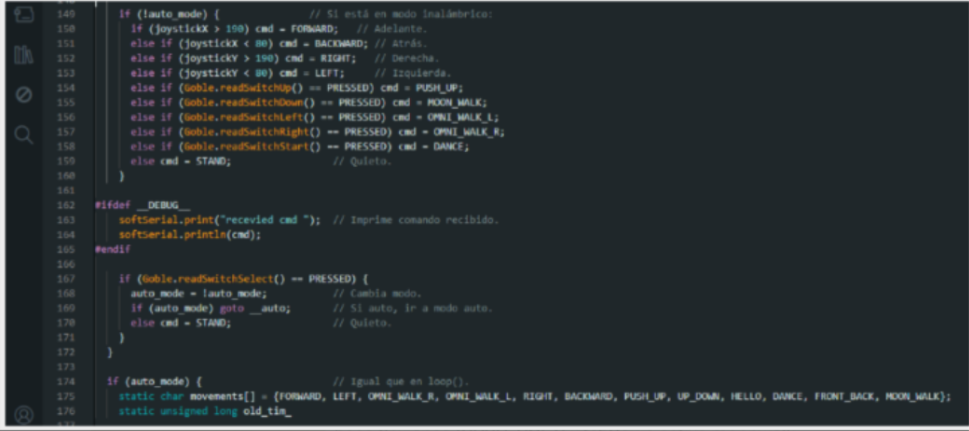 149 if (!auto_mode) { // Si está en modo inalámbrico:
150 if (joystickX > 190) cmd = FORWARD; // Adelante.
151 else if (joystickX < 80) cmd = BACKWARD; // Atrás.
152 else if (joystickY > 190) cmd = RIGHT; // Derecha.
153 else if (joystickY < 80) cmd = LEFT; // Izquierda.
154 else if (Goble.readSwitchUp() == PRESSED) cmd = PUSH_UP;
155 else if (Goble.readSwitchDown() == PRESSED) cmd = MOON_WALK;
156 else if (Goble.readSwitchLeft() == PRESSED) cmd = OMNI_WALK_L;
157 else if (Goble.readSwitchRight() == PRESSED) cmd = OMNI_WALK_R;
158 else if (Goble.readSwitchStart() == PRESSED) cmd = DANCE;
159 else cmd = STAND; // Quieto.
160 }
161
162 #ifdef __DEBUG__
163 softSerial.print("recevied cmd "); // Imprime comando recibido.
164 softSerial.println(cmd);
165 #endif
166
167 if (Goble.readSwitchSelect() == PRESSED) {
168 auto_mode = !auto_mode; // Cambia modo.
169 if (auto_mode) goto __auto; // Si auto, ir a modo auto.
170 else cmd = STAND; // Quieto.
171 }
172 }
173
174 if (auto_mode) { // Igual que en loop().
175 static char movements[] = {FORWARD, LEFT, OMNI_WALK_R, OMNI_WALK_L, RIGHT, BACKWARD, PUSH_UP, UP_DOWN, HELLO, DANCE, FRONT_BACK, MOON_WALK};
176 static unsigned long old_tim_